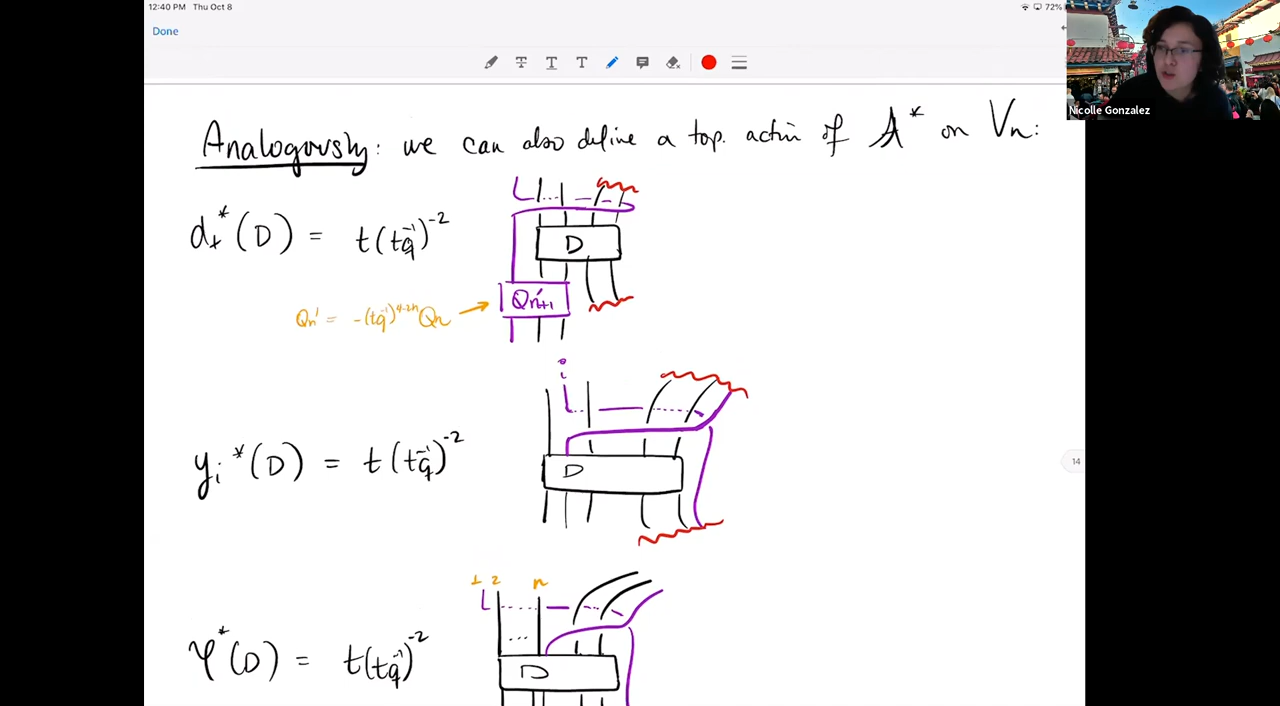 12:40 PM Thu Oct 8
72%
Done
T T T
Nicolle Gonzalez
Analogously: we can also define a top. action of A* on Vn:
d₊*(D) = t(tq⁻¹)⁻²
D
Q'n+1
Qn' = -(tq⁻¹)⁴⁻²ⁿ Qn
i
yᵢ*(D) = t(tq⁻¹)⁻²
D
14
1 2 n
...
φ*(D) = t(tq⁻¹)⁻²
D